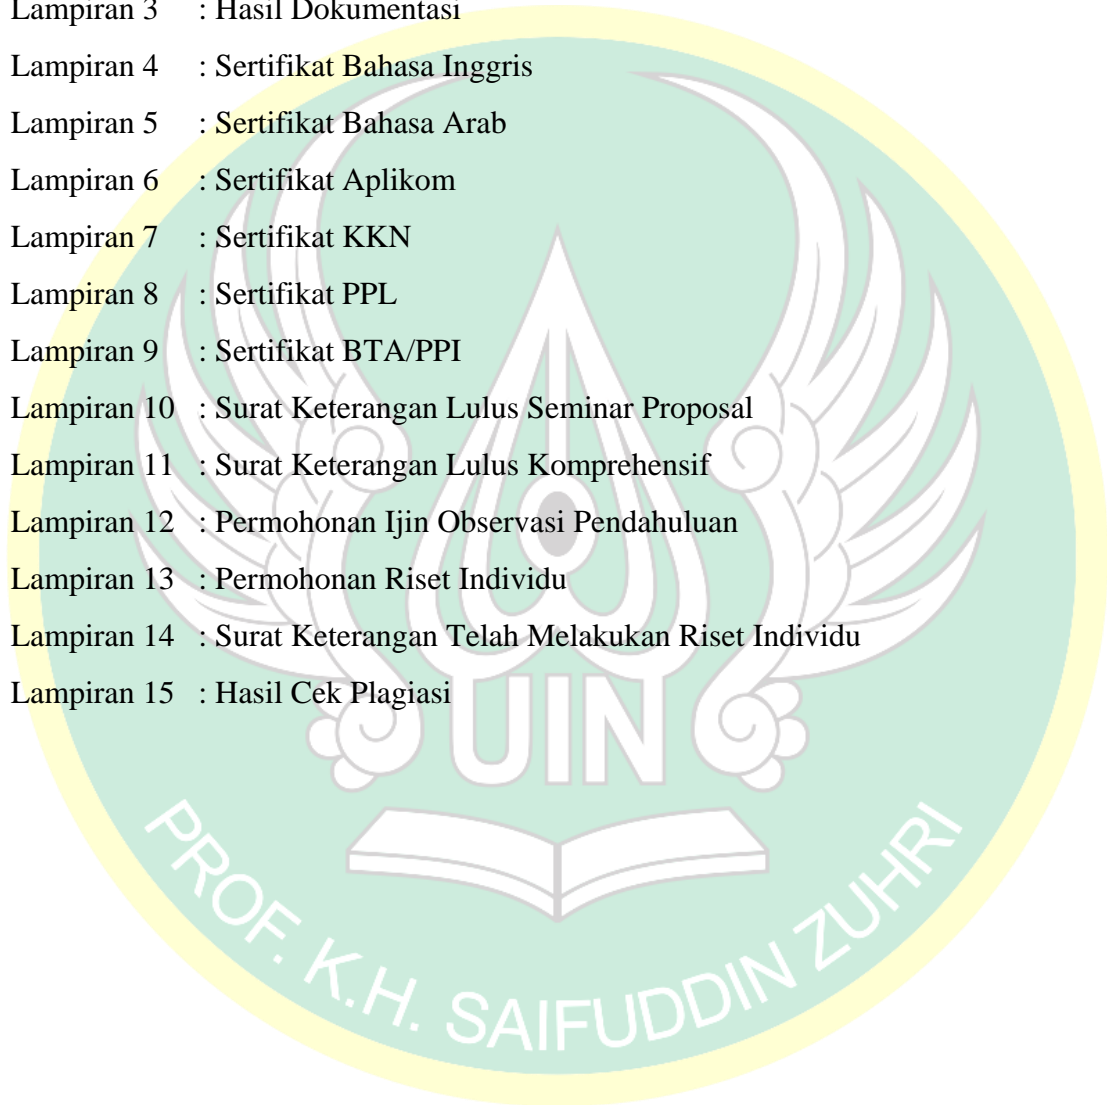 Lampiran 3 : Hasil Dokumentasi
Lampiran 4 : Sertifikat Bahasa Inggris
Lampiran 5 : Sertifikat Bahasa Arab
Lampiran 6 : Sertifikat Aplikom
Lampiran 7 : Sertifikat KKN
Lampiran 8 : Sertifikat PPL
Lampiran 9 : Sertifikat BTA/PPI
Lampiran 10 : Surat Keterangan Lulus Seminar Proposal
Lampiran 11 : Surat Keterangan Lulus Komprehensif
Lampiran 12 : Permohonan Ijin Observasi Pendahuluan
Lampiran 13 : Permohonan Riset Individu
Lampiran 14 : Surat Keterangan Telah Melakukan Riset Individu
Lampiran 15 : Hasil Cek Plagiasi
UIN
PROF. K.H. SAIFUDDIN ZUHRI